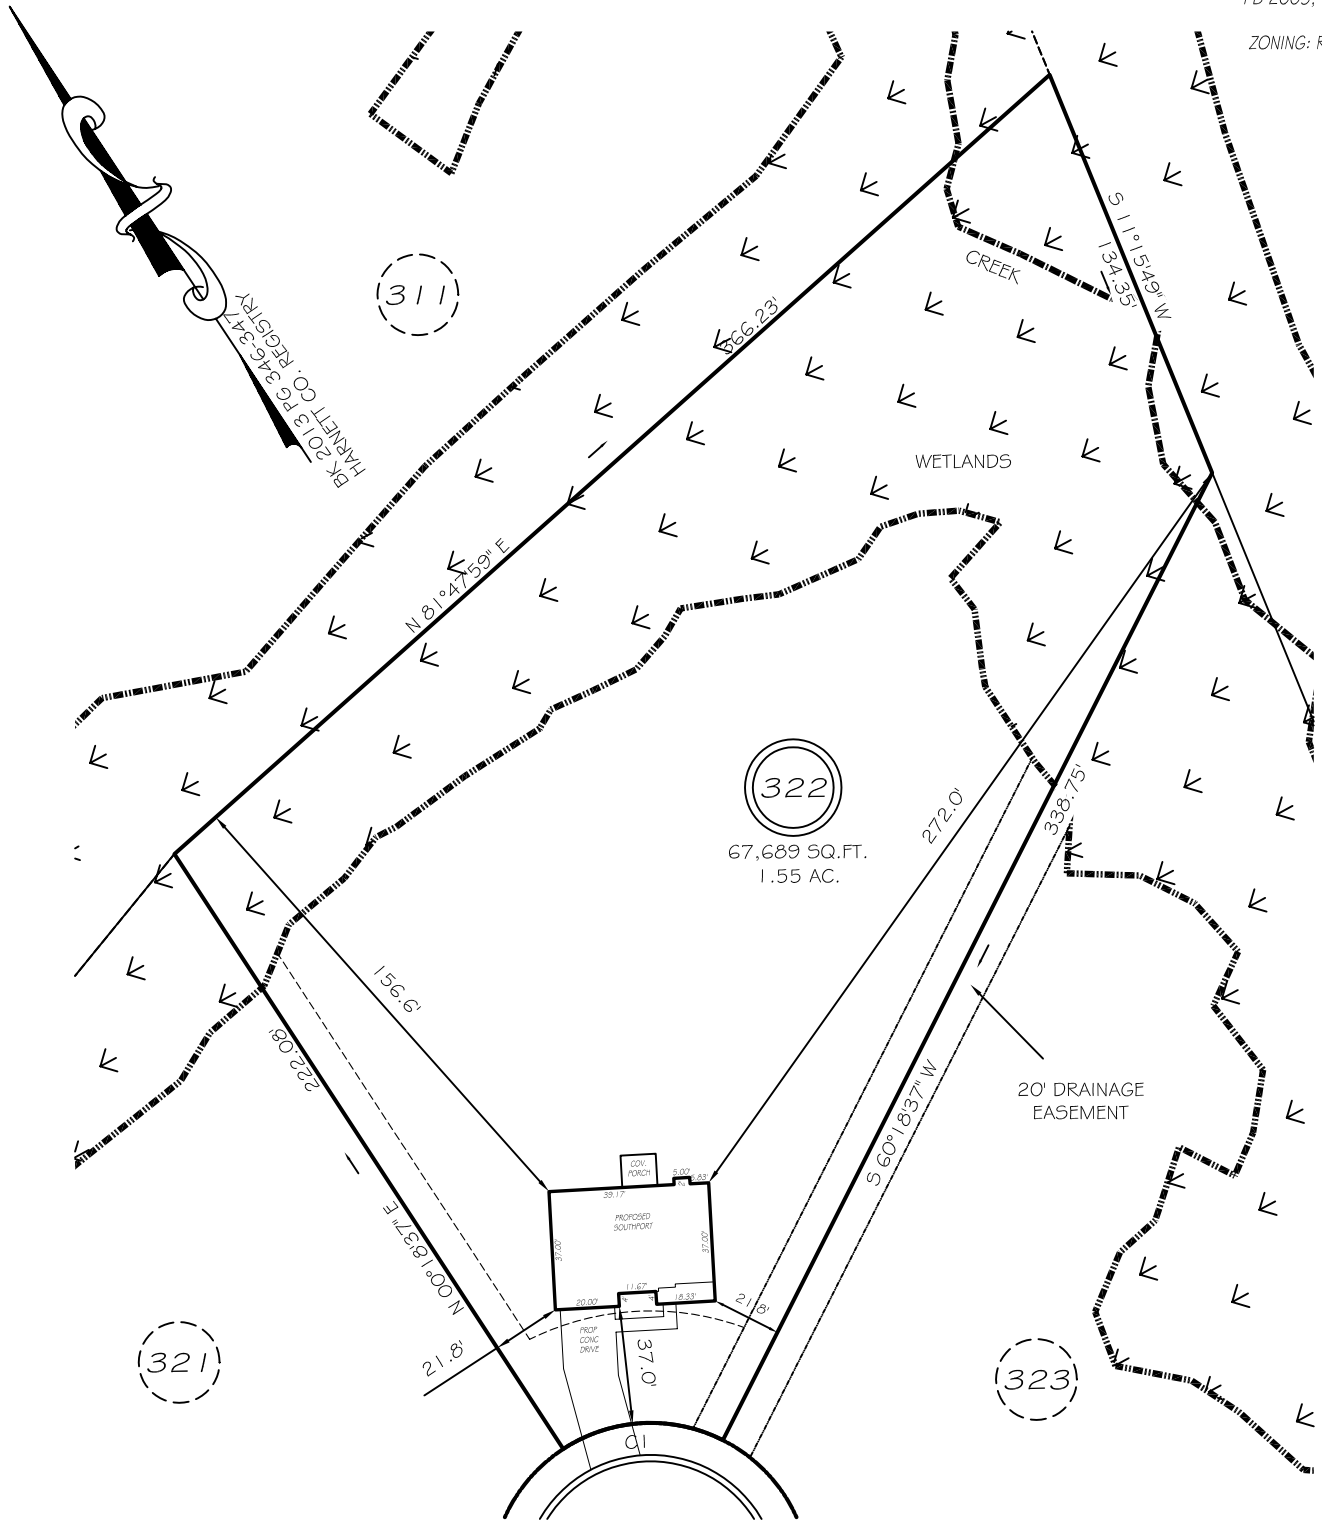 ZONING:
311
BK 2013 PG 346-347
HARNETT CO. REGISTRY
CREEK
S 11°15'49" W
134.35'
366.23'
WETLANDS
N 81°47'59" E
322
67,689 SQ.FT.
1.55 AC.
272.0'
338.75'
156.6'
222.08'
20' DRAINAGE
EASEMENT
S 60°18'37" W
N 00°18'37" E
COV.
PORCH
5.00'
39.17'
PROPOSED
SOUTHPORT
37.00'
37.00'
11.67'
20.00'
4'
4'
18.33'
21.8'
PROP
CONC
DRIVE
37.0'
21.8'
321
323
C1